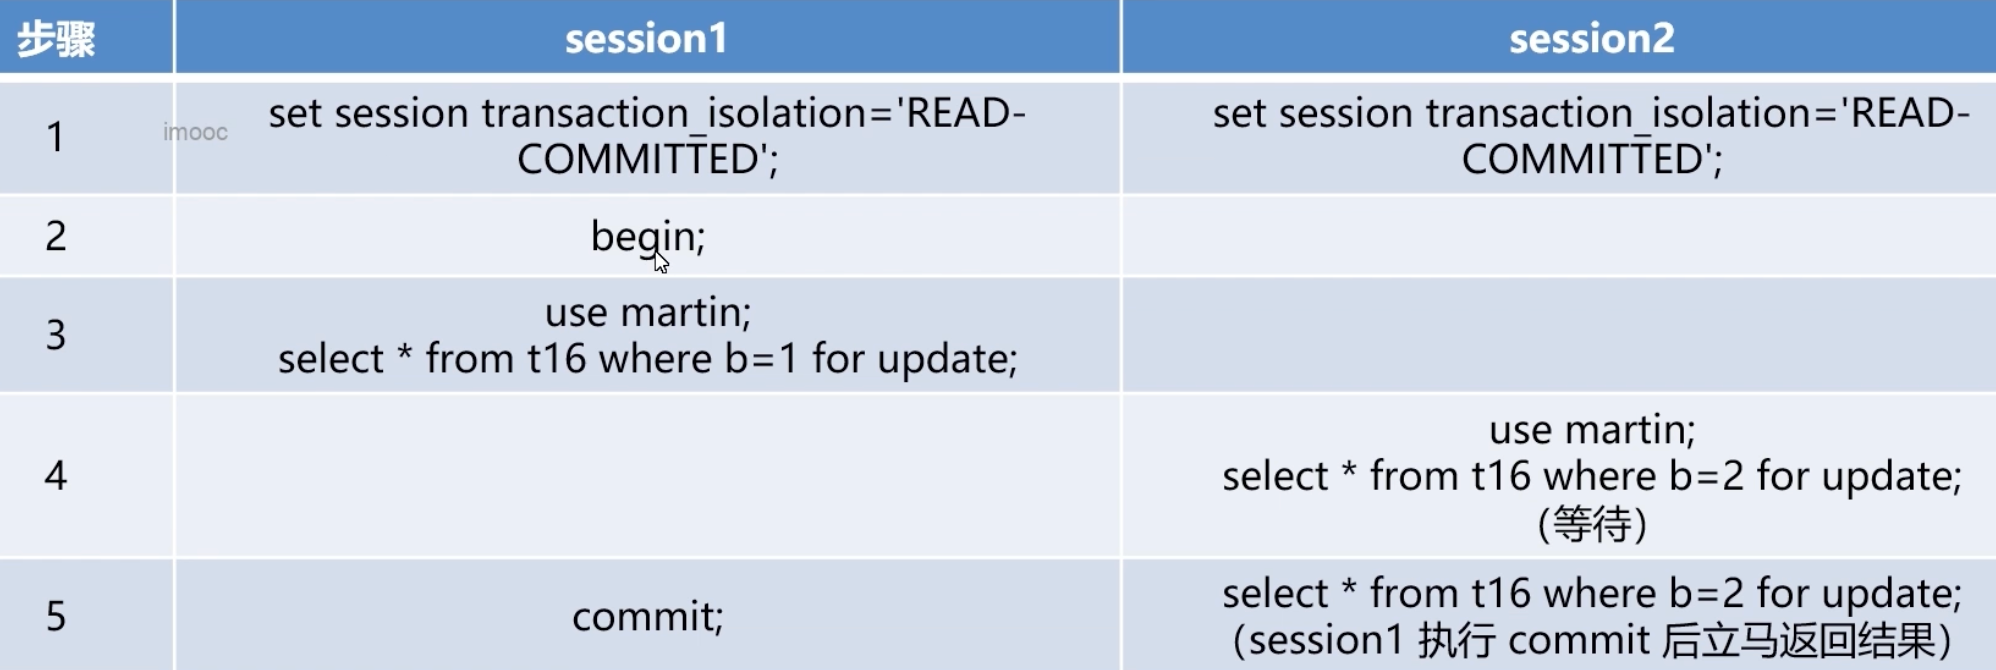 步骤
session1
session2
1
imooc
set session transaction_isolation='READ-
COMMITTED';
set session transaction_isolation='READ-
COMMITTED';
2
begin;
3
use martin;
select * from t16 where b=1 for update;
4
use martin;
select * from t16 where b=2 for update;
（等待）
5
commit;
select * from t16 where b=2 for update;
（session1 执行 commit 后立马返回结果）